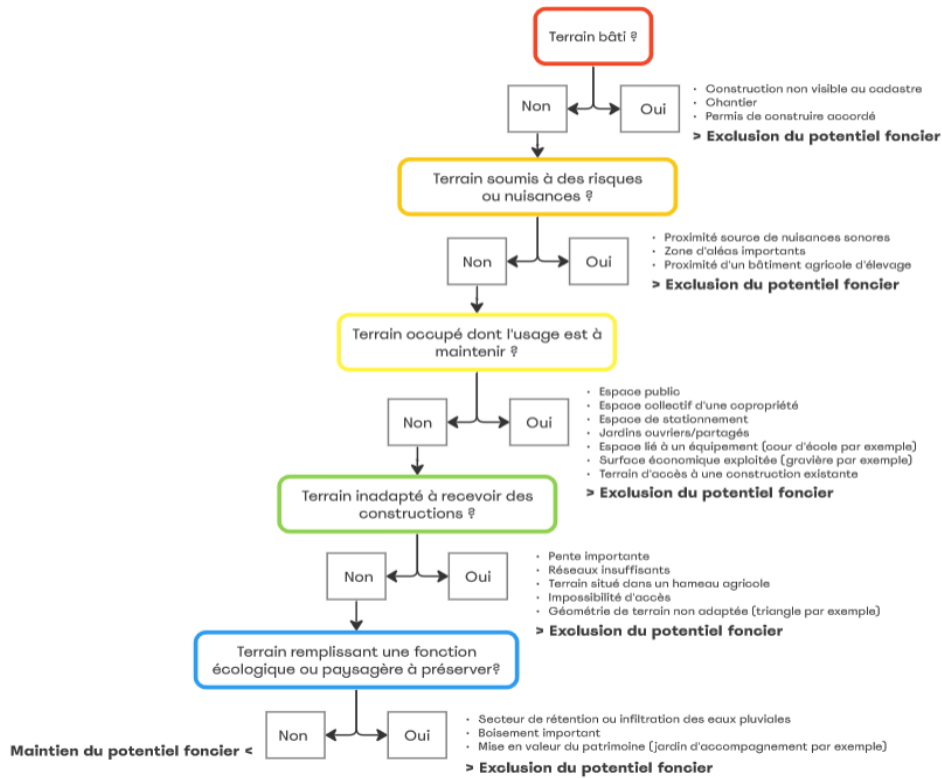 Terrain bâti ?
Non
Oui
· Construction non visible au cadastre
· Chantier
· Permis de construire accordé
> Exclusion du potentiel foncier
Terrain soumis à des risques
ou nuisances ?
Non
Oui
· Proximité source de nuisances sonores
· Zone d'aléas importants
· Proximité d'un bâtiment agricole d'élevage
> Exclusion du potentiel foncier
Terrain occupé dont l'usage est à
maintenir ?
Non
Oui
· Espace public
· Espace collectif d'une copropriété
· Espace de stationnement
· Jardins ouvriers/partagés
· Espace lié à un équipement (cour d'école par exemple)
· Surface économique exploitée (gravière par exemple)
· Terrain d'accès à une construction existante
> Exclusion du potentiel foncier
Terrain inadapté à recevoir des
constructions ?
Non
Oui
· Pente importante
· Réseaux insuffisants
· Terrain situé dans un hameau agricole
· Impossibilité d'accès
· Géométrie de terrain non adaptée (triangle par exemple)
> Exclusion du potentiel foncier
Terrain remplissant une fonction
écologique ou paysagère à préserver?
Non
Oui
· Secteur de rétention ou infiltration des eaux pluviales
· Boisement important
· Mise en valeur du patrimoine (jardin d'accompagnement par exemple)
> Exclusion du potentiel foncier
Maintien du potentiel foncier <